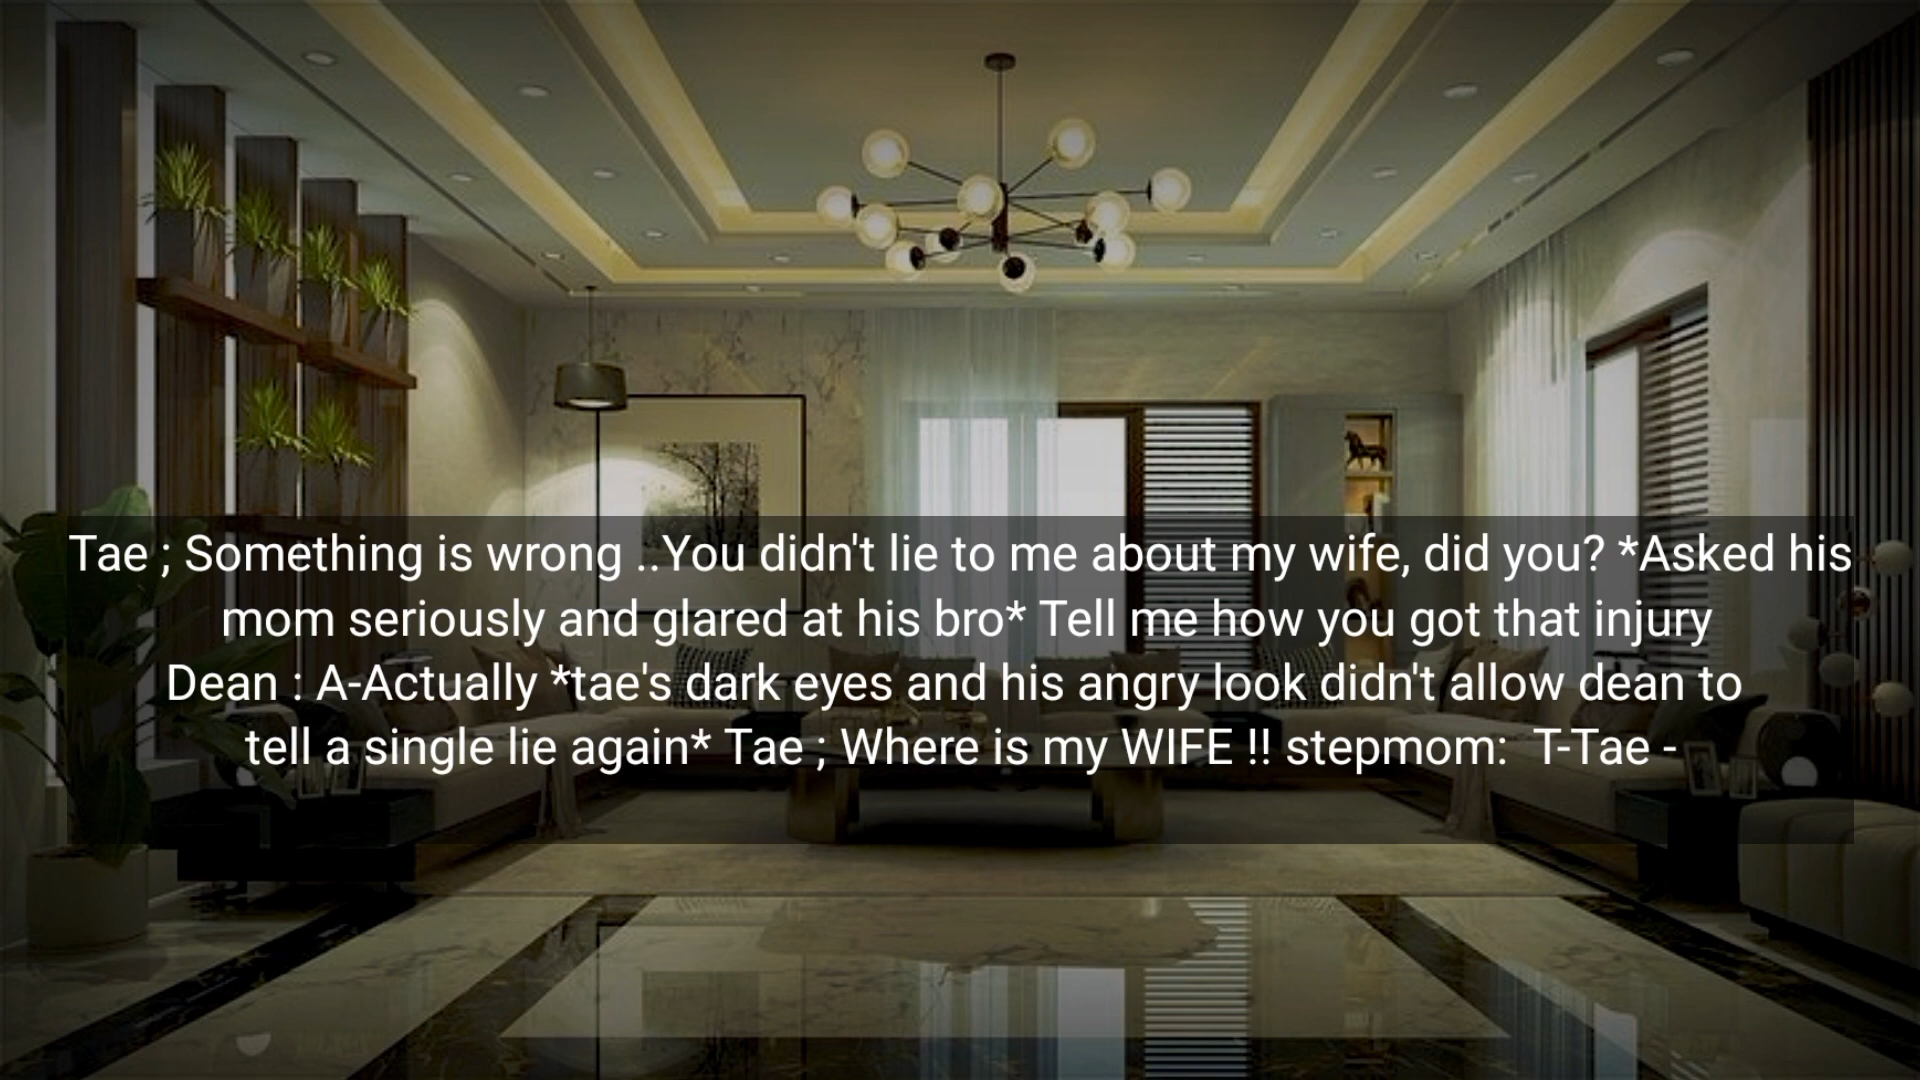 Tae ; Something is wrong ..You didn't lie to me about my wife, did you? *Asked his
mom seriously and glared at his bro* Tell me how you got that injury
Dean : A-Actually *tae's dark eyes and his angry look didn't allow dean to
tell a single lie again* Tae ; Where is my WIFE !! stepmom:  T-Tae -